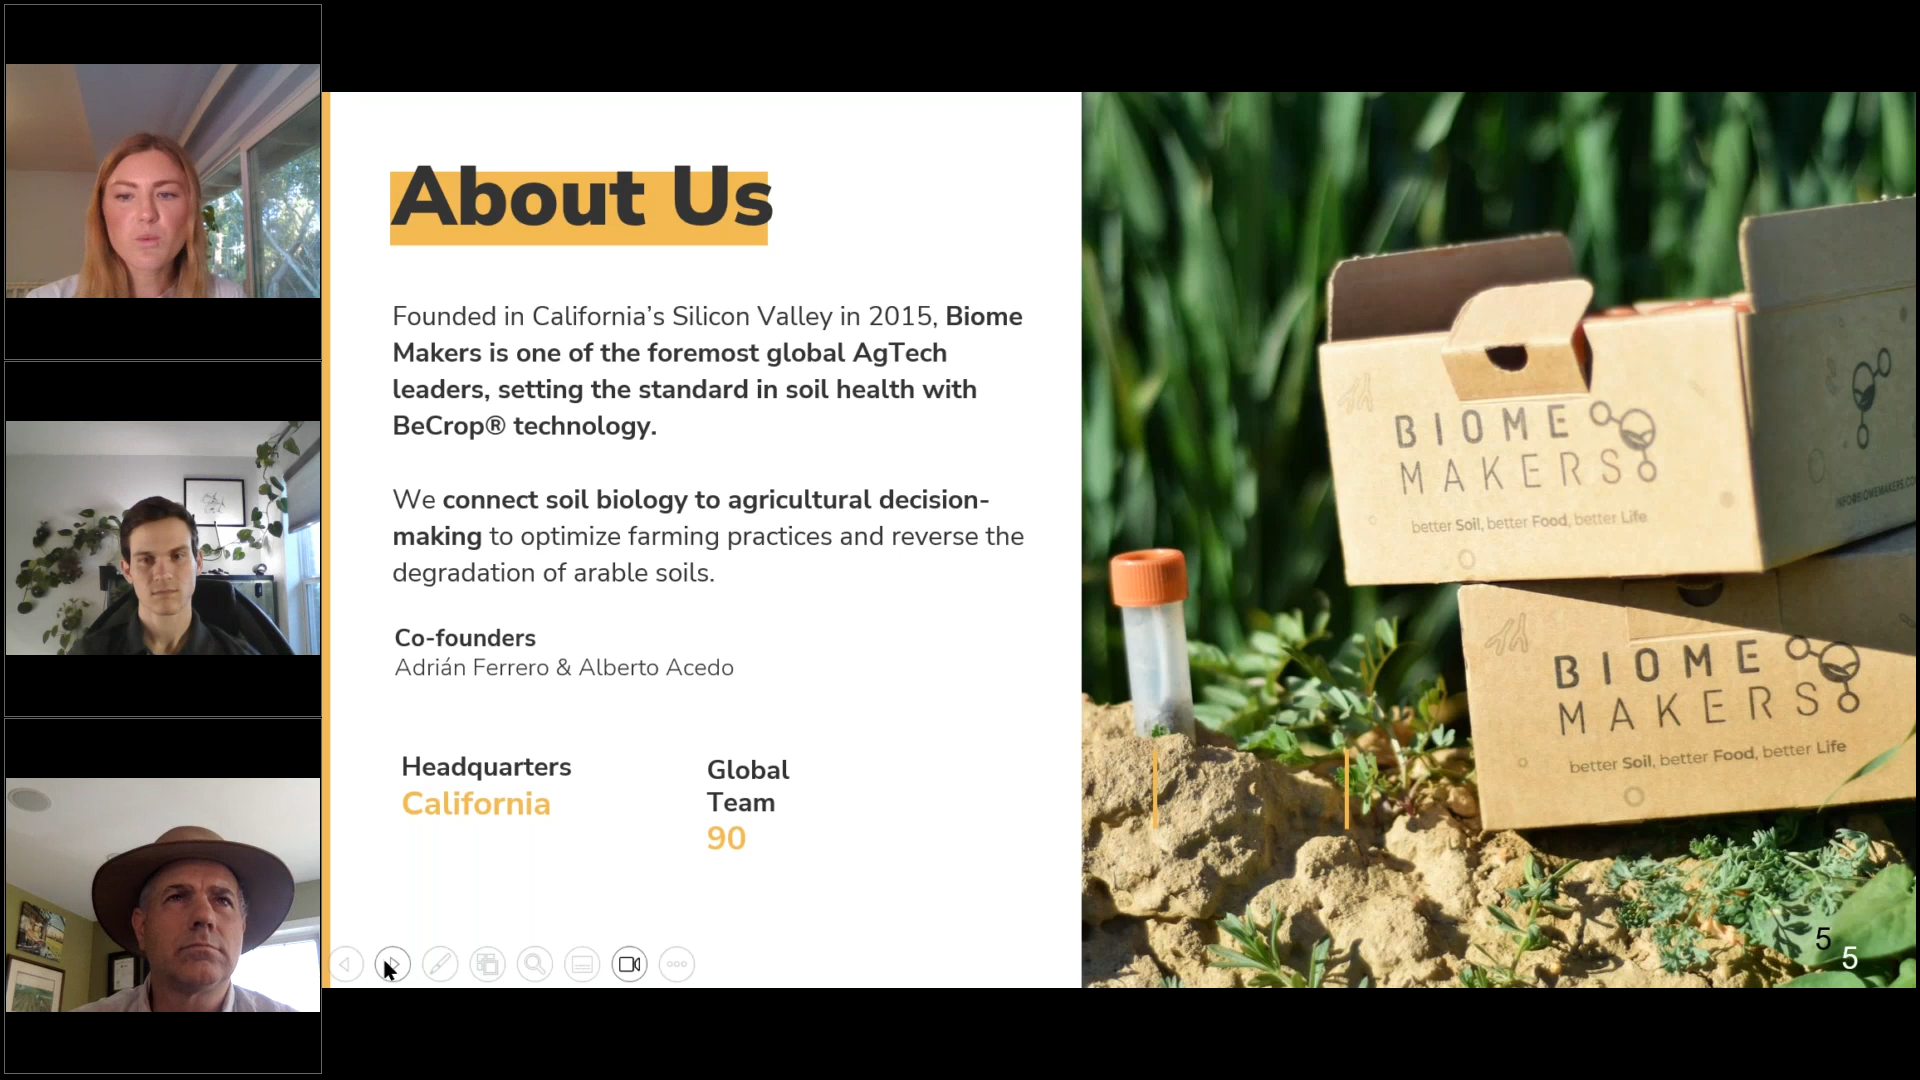 About Us
Founded in California’s Silicon Valley in 2015, Biome
Makers is one of the foremost global AgTech
leaders, setting the standard in soil health with
BeCrop® technology.
We connect soil biology to agricultural decision-
making to optimize farming practices and reverse the
degradation of arable soils.
Co-founders
Adrián Ferrero & Alberto Acedo
Headquarters
California
Global
Team
90
BIOME
MAKERS
better Soil, better Food, better Life
BIOME
MAKERS
better Soil, better Food, better Life
5
5